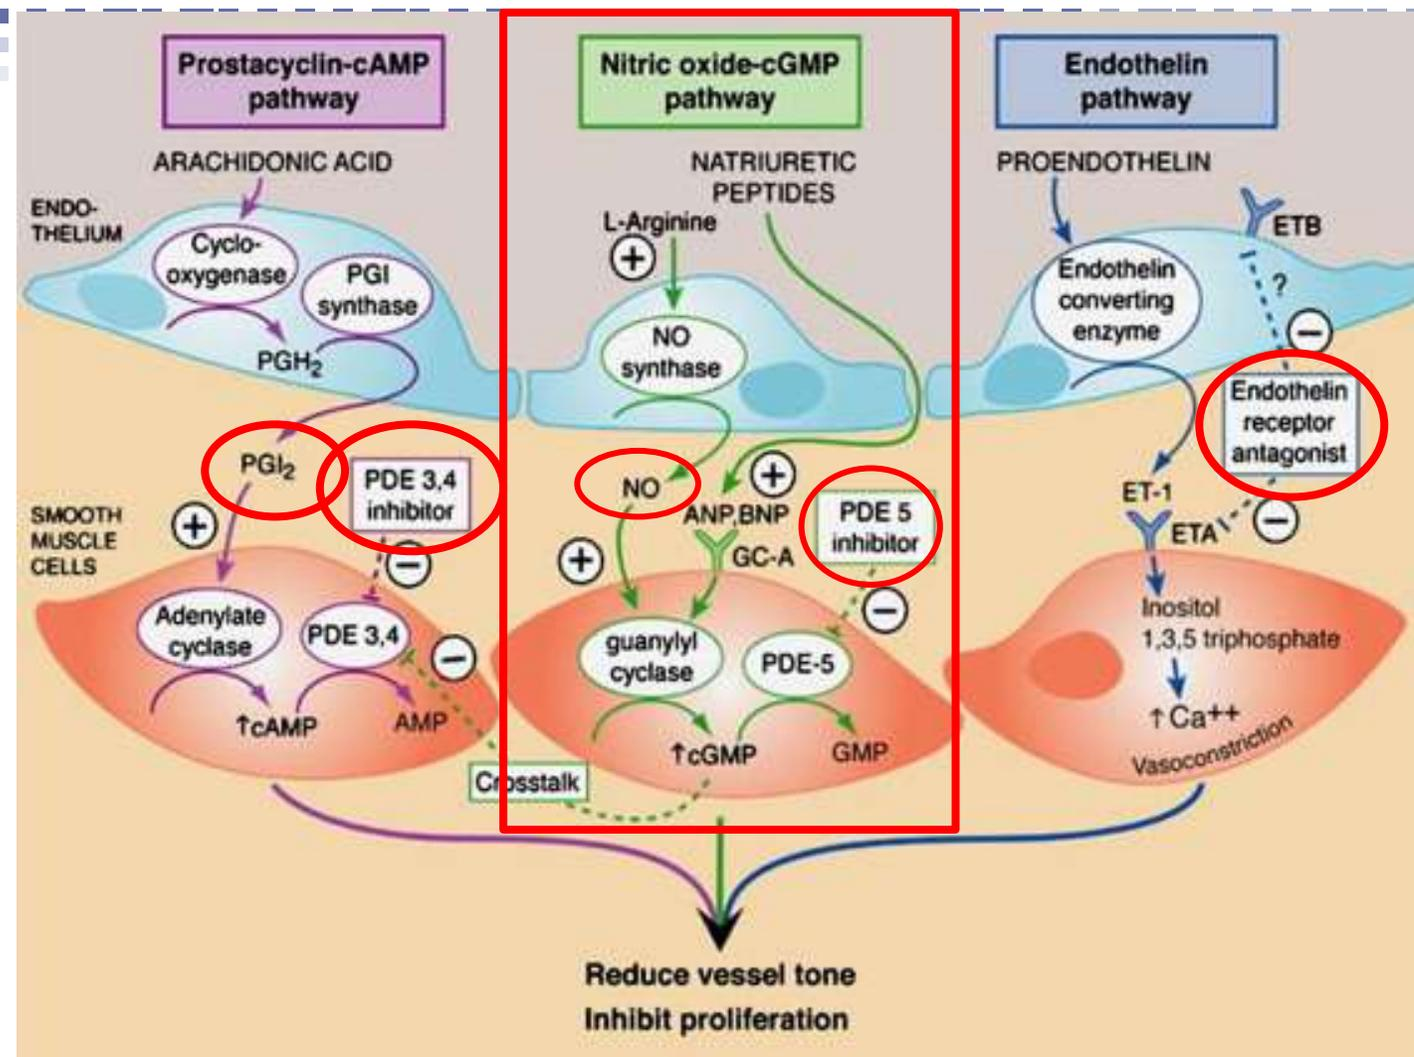 Prostacyclin-cAMP
pathway
Nitric oxide-cGMP
pathway
Endothelin
pathway
ARACHIDONIC ACID
NATRIURETIC
PEPTIDES
PROENDOTHELIN
ENDO-
THELIUM
Cyclo-
oxygenase
PGI
synthase
PGH2
L-Arginine
+
NO
synthase
Endothelin
converting
enzyme
ETB
?
−
Endothelin
receptor
antagonist
PGI2
PDE 3,4
inhibitor
NO
+
ANP,BNP
GC-A
PDE 5
inhibitor
ET-1
ETA
−
SMOOTH
MUSCLE
CELLS
+
−
Adenylate
cyclase
PDE 3,4
−
↑cAMP
AMP
+
−
guanylyl
cyclase
PDE-5
↑cGMP
GMP
Inositol
1,3,5 triphosphate
↑Ca++
Vasoconstriction
Crosstalk
Reduce vessel tone
Inhibit proliferation